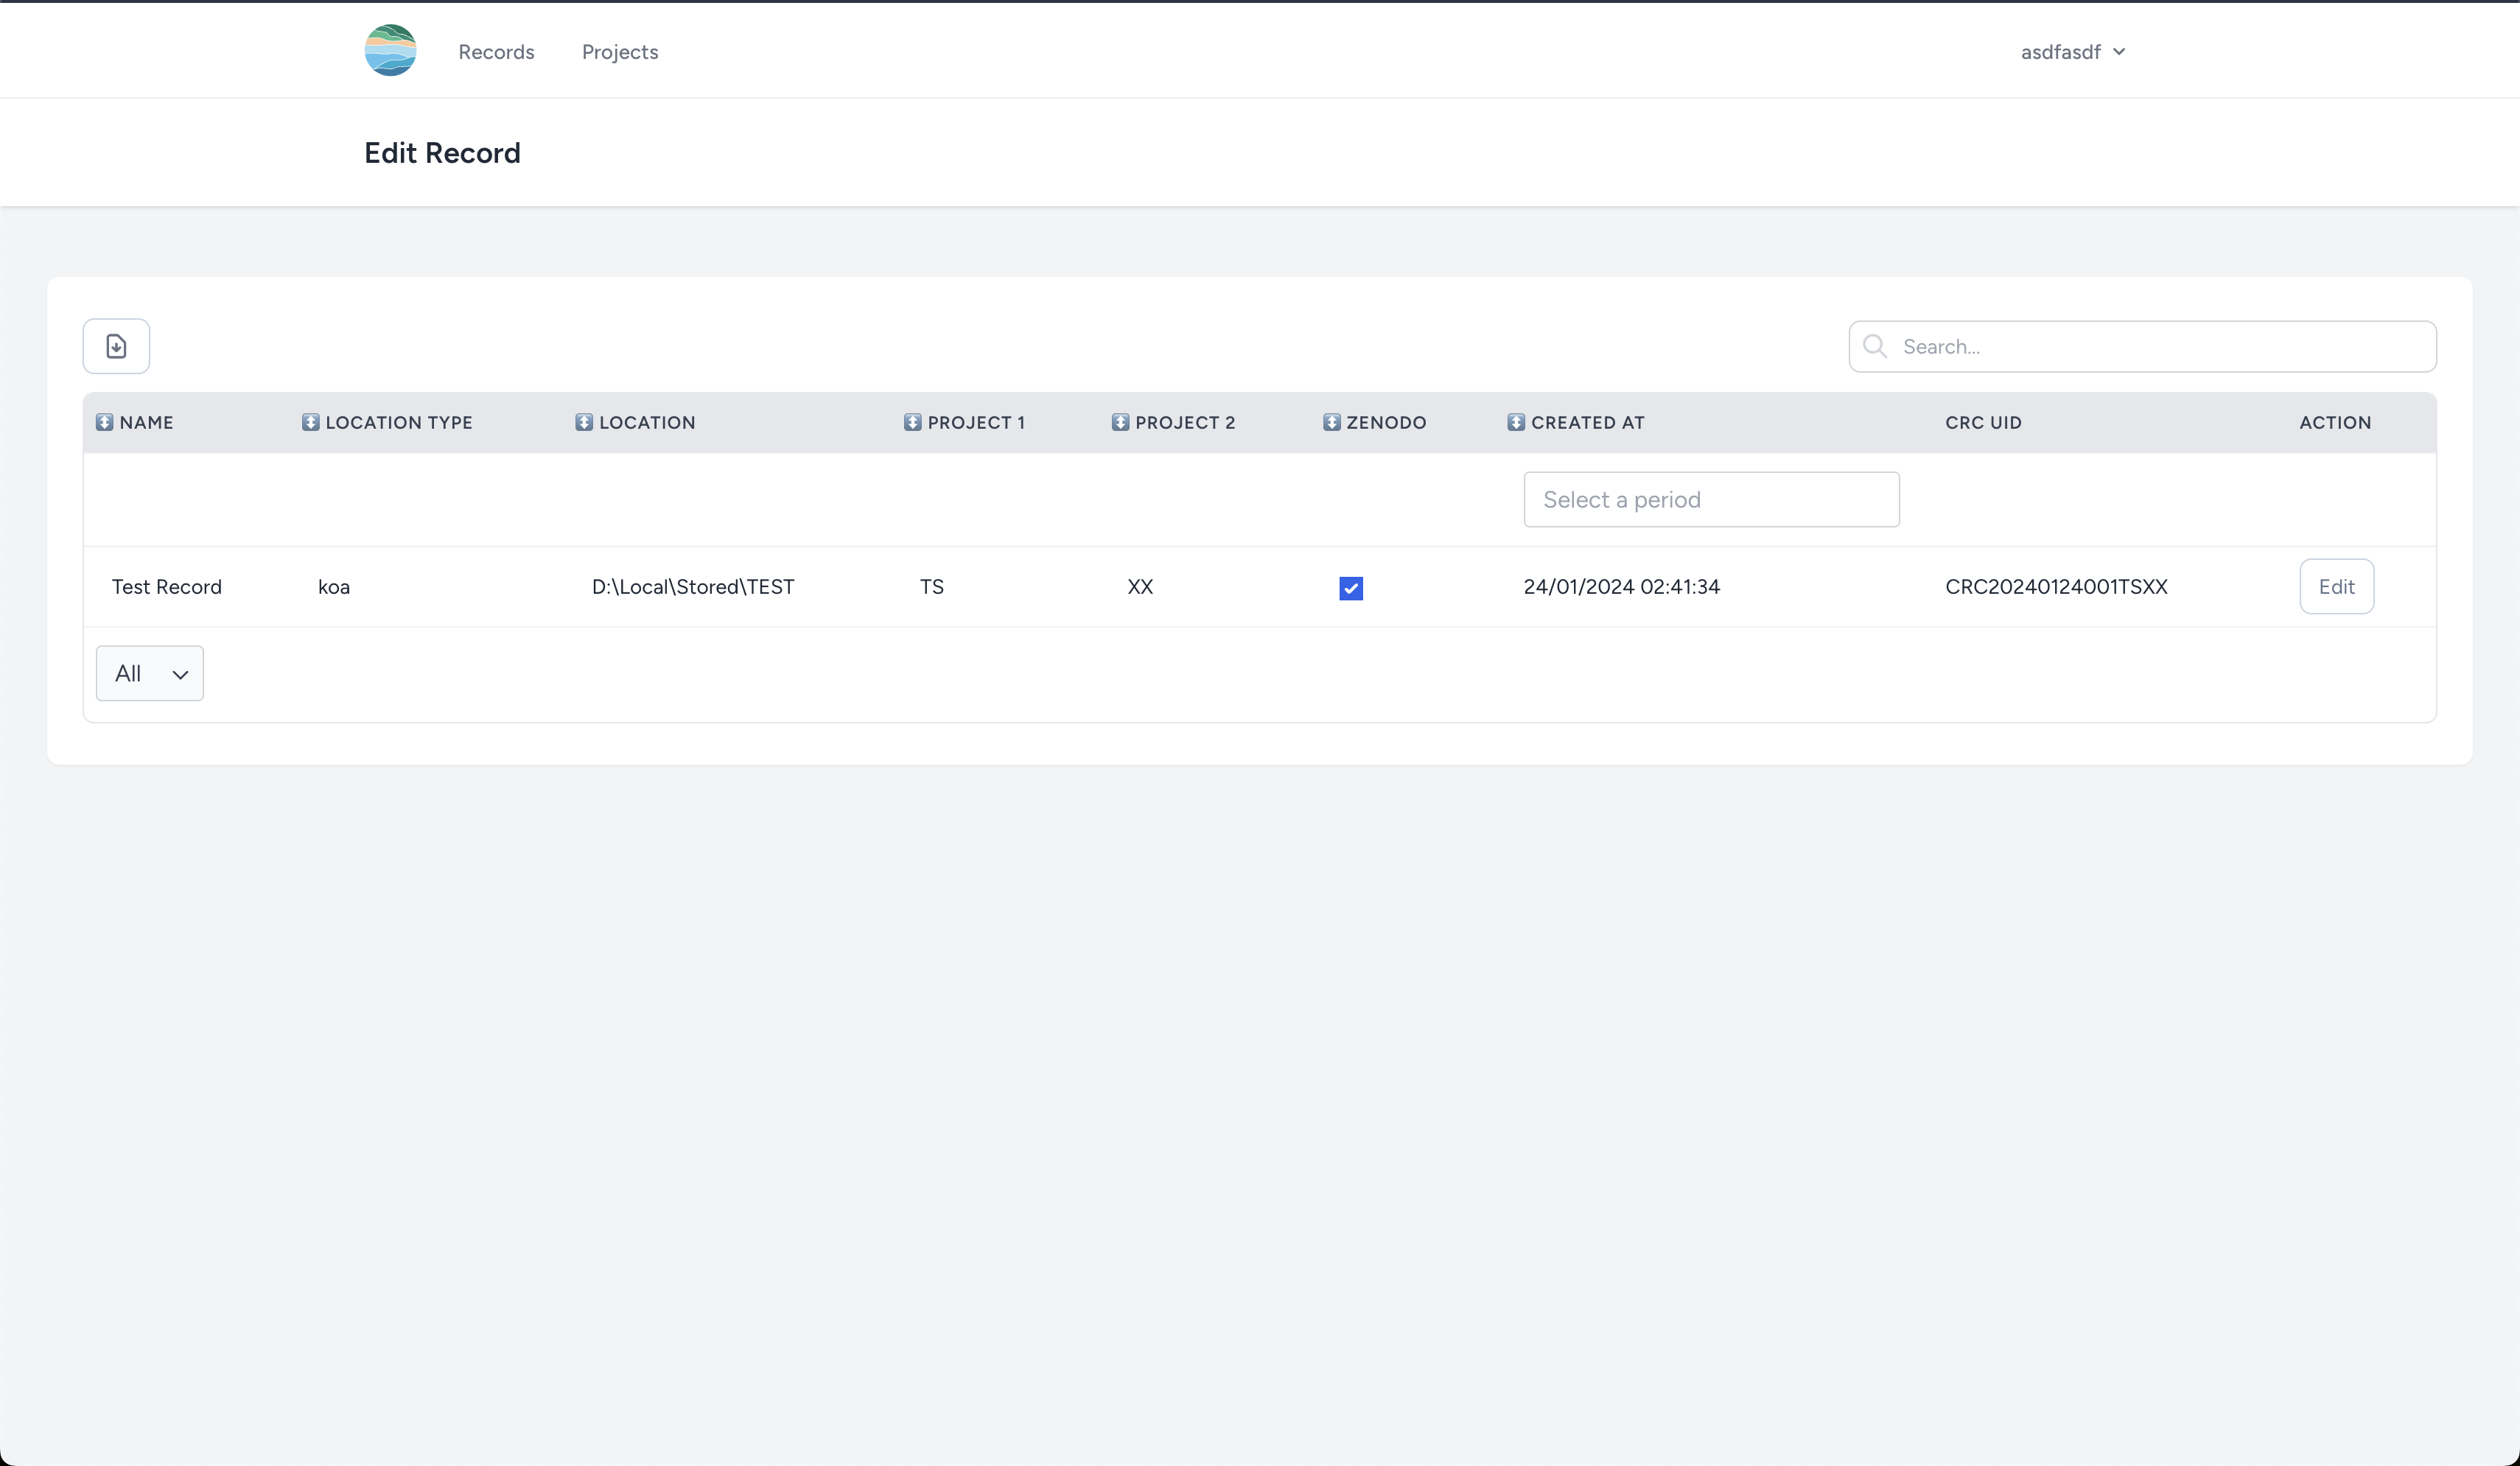 Records Projects asdfasdf
Edit Record
Search...
NAME LOCATION TYPE LOCATION PROJECT 1 PROJECT 2 ZENODO CREATED AT CRC UID ACTION
Select a period
Test Record koa D:\Local\Stored\TEST TS XX 24/01/2024 02:41:34 CRC20240124001TSXX Edit
All